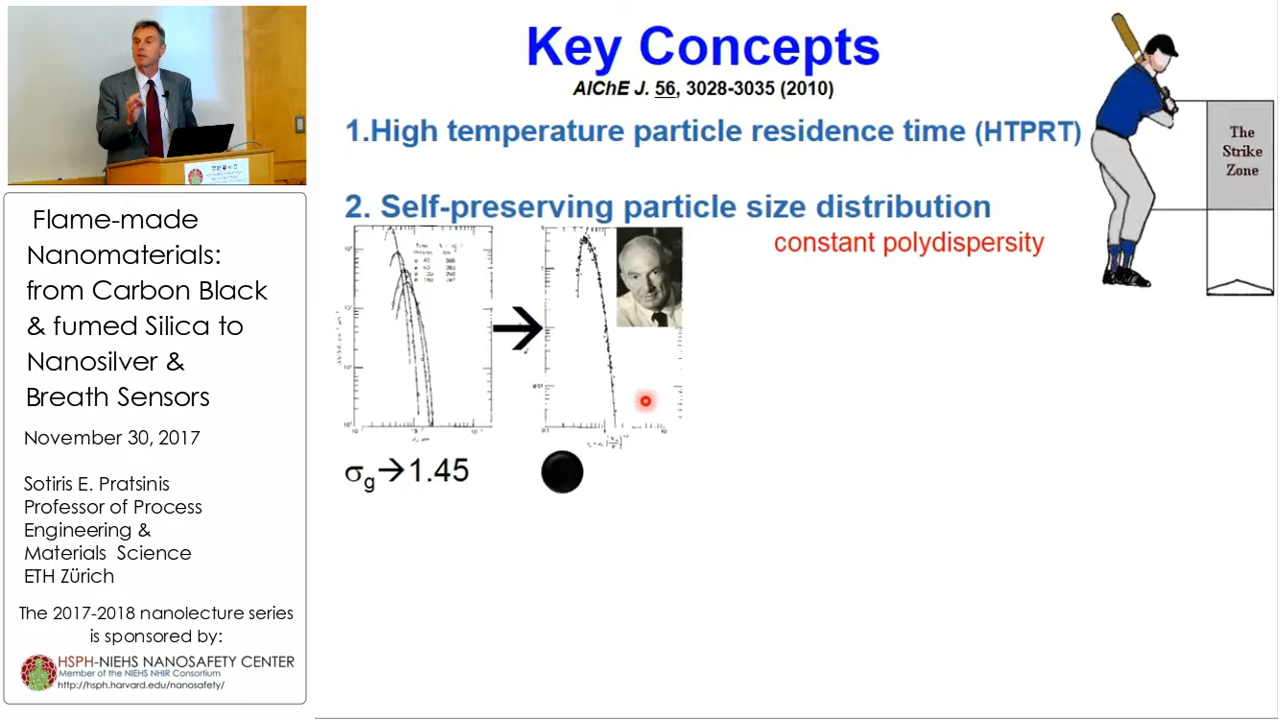 Key Concepts
AIChE J. 56, 3028-3035 (2010)
1.High temperature particle residence time (HTPRT)
The
Strike
Zone
2. Self-preserving particle size distribution
constant polydispersity
σg→1.45
Flame-made
Nanomaterials:
from Carbon Black
& fumed Silica to
Nanosilver &
Breath Sensors
November 30, 2017
Sotiris E. Pratsinis
Professor of Process
Engineering &
Materials Science
ETH Zürich
The 2017-2018 nanolecture series
is sponsored by:
HSPH-NIEHS NANOSAFETY CENTER
Member of the NIEHS NHIR Consortium
http://hsph.harvard.edu/nanosafety/